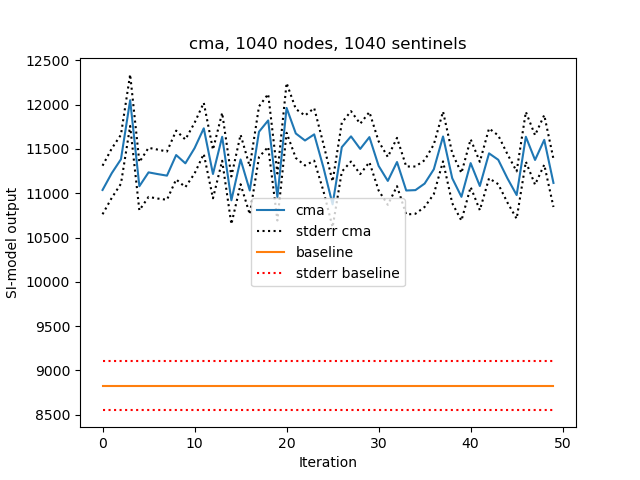 cma, 1040 nodes, 1040 sentinels
12500
12000
11500
11000
10500
10000
9500
9000
8500
SI-model output
cma
stderr cma
baseline
stderr baseline
0
10
20
30
40
50
Iteration